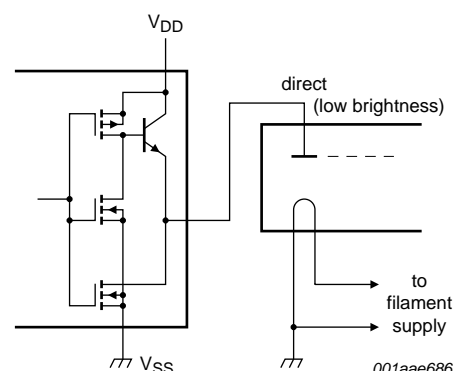 V_DD
direct
(low brightness)
to
filament
supply
V_SS
001aae686